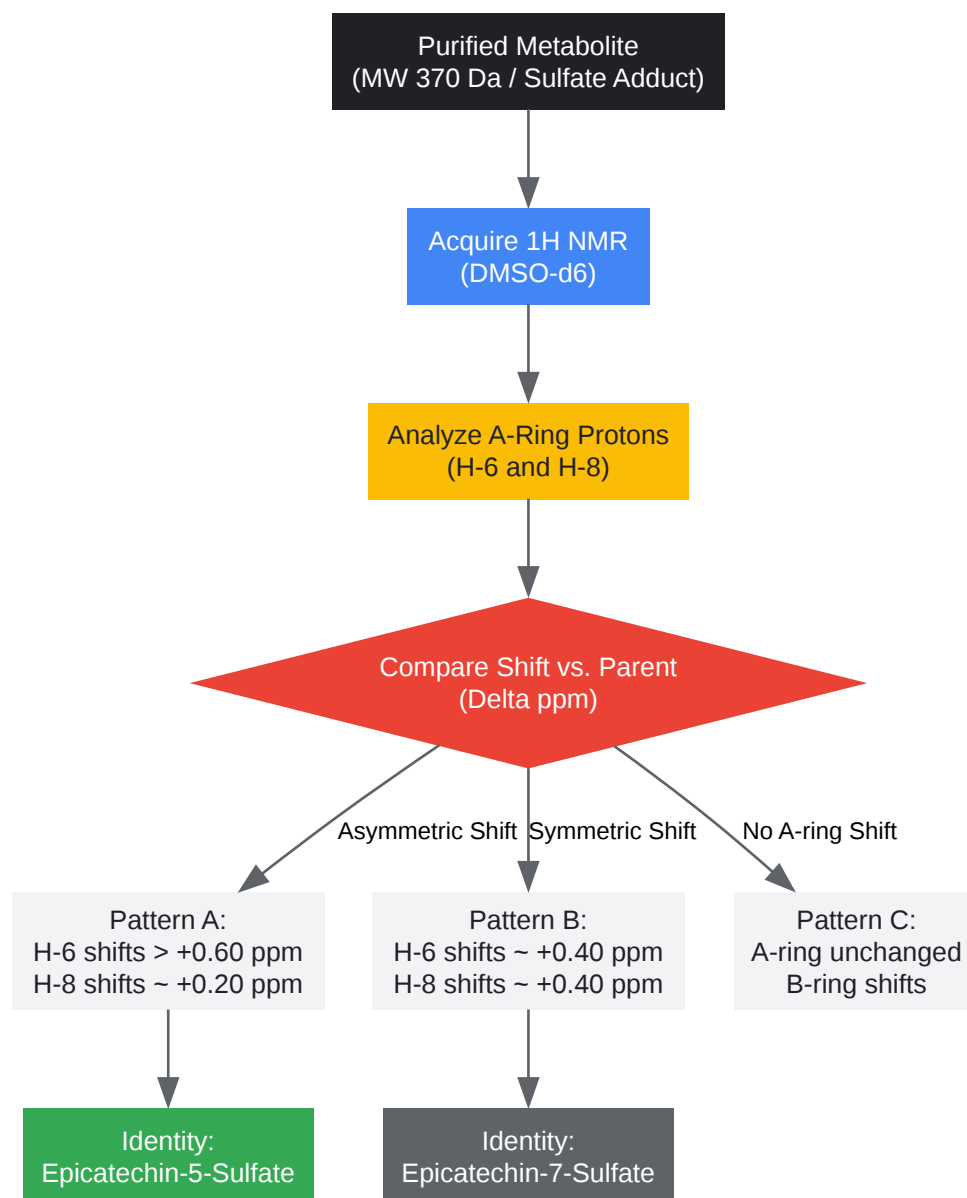 Purified Metabolite
(MW 370 Da / Sulfate Adduct)
Acquire 1H NMR
(DMSO-d6)
Analyze A-Ring Protons
(H-6 and H-8)
Compare Shift vs. Parent
(Delta ppm)
Asymmetric Shift
Symmetric Shift
No A-ring Shift
Pattern A:
H-6 shifts > +0.60 ppm
H-8 shifts ~ +0.20 ppm
Pattern B:
H-6 shifts ~ +0.40 ppm
H-8 shifts ~ +0.40 ppm
Pattern C:
A-ring unchanged
B-ring shifts
Identity:
Epicatechin-5-Sulfate
Identity:
Epicatechin-7-Sulfate